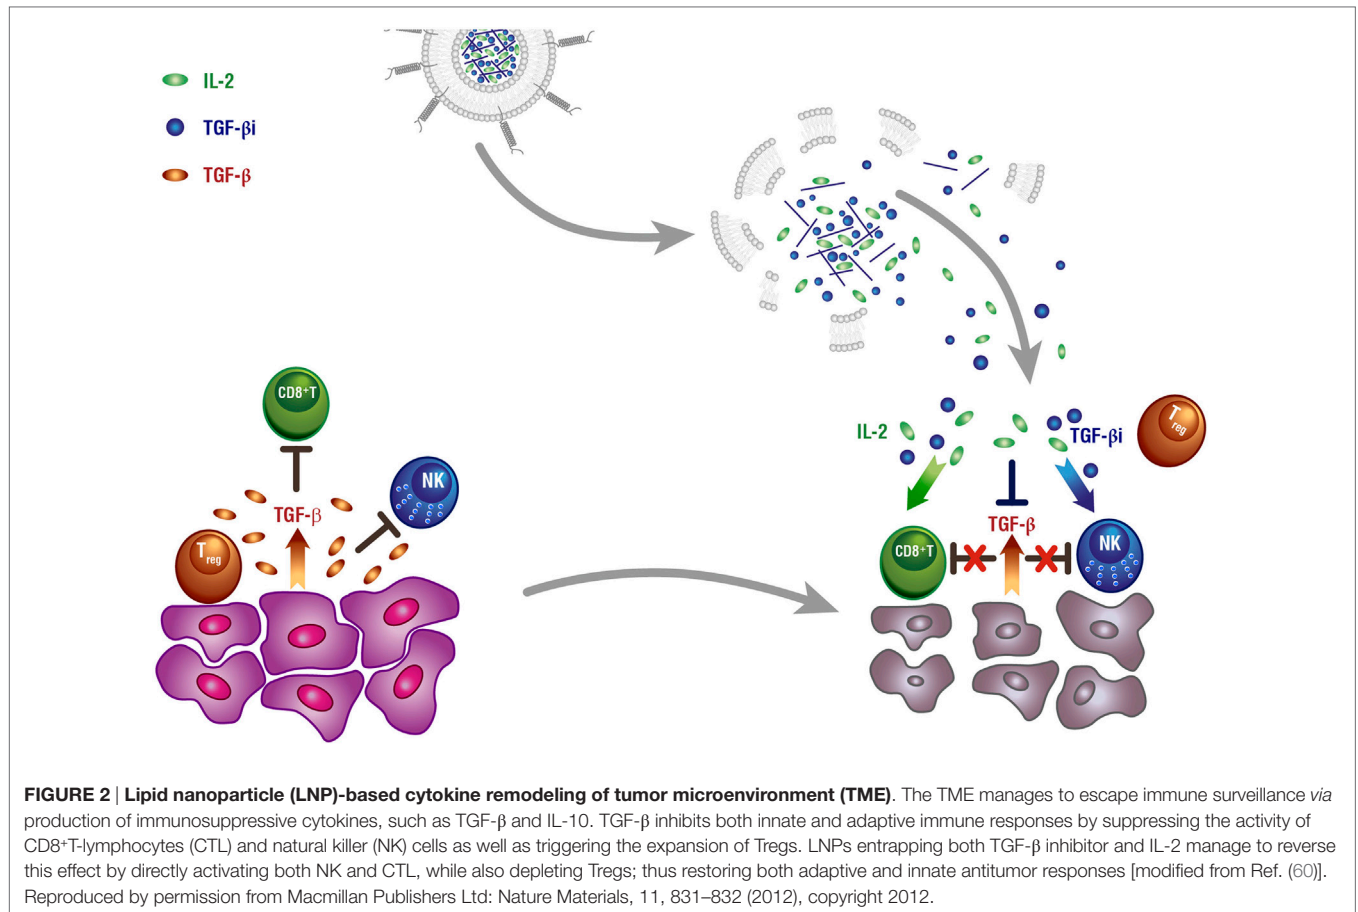 IL-2
TGF-βi
TGF-β
CD8⁺T
NK
TGF-β
Treg
IL-2
TGF-βi
Treg
TGF-β
CD8⁺T
NK
FIGURE 2 | Lipid nanoparticle (LNP)-based cytokine remodeling of tumor microenvironment (TME). The TME manages to escape immune surveillance via
production of immunosuppressive cytokines, such as TGF-β and IL-10. TGF-β inhibits both innate and adaptive immune responses by suppressing the activity of
CD8⁺T-lymphocytes (CTL) and natural killer (NK) cells as well as triggering the expansion of Tregs. LNPs entrapping both TGF-β inhibitor and IL-2 manage to reverse
this effect by directly activating both NK and CTL, while also depleting Tregs; thus restoring both adaptive and innate antitumor responses [modified from Ref. (60)].
Reproduced by permission from Macmillan Publishers Ltd: Nature Materials, 11, 831–832 (2012), copyright 2012.